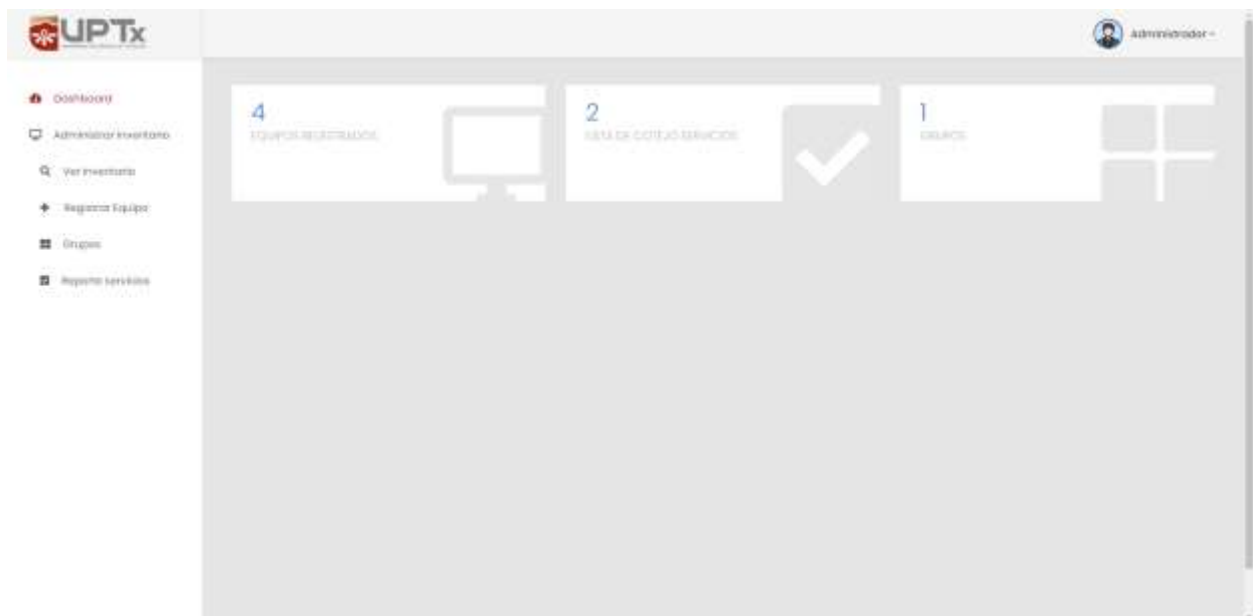 UPTx
Administrador
Dashboard
Administrar Inventario
Ver Inventario
Registrar Equipo
Grupos
Reporte servicios
4
EQUIPOS REGISTRADOS
2
LISTA DE COTEJO SERVICIOS
1
GRUPOS